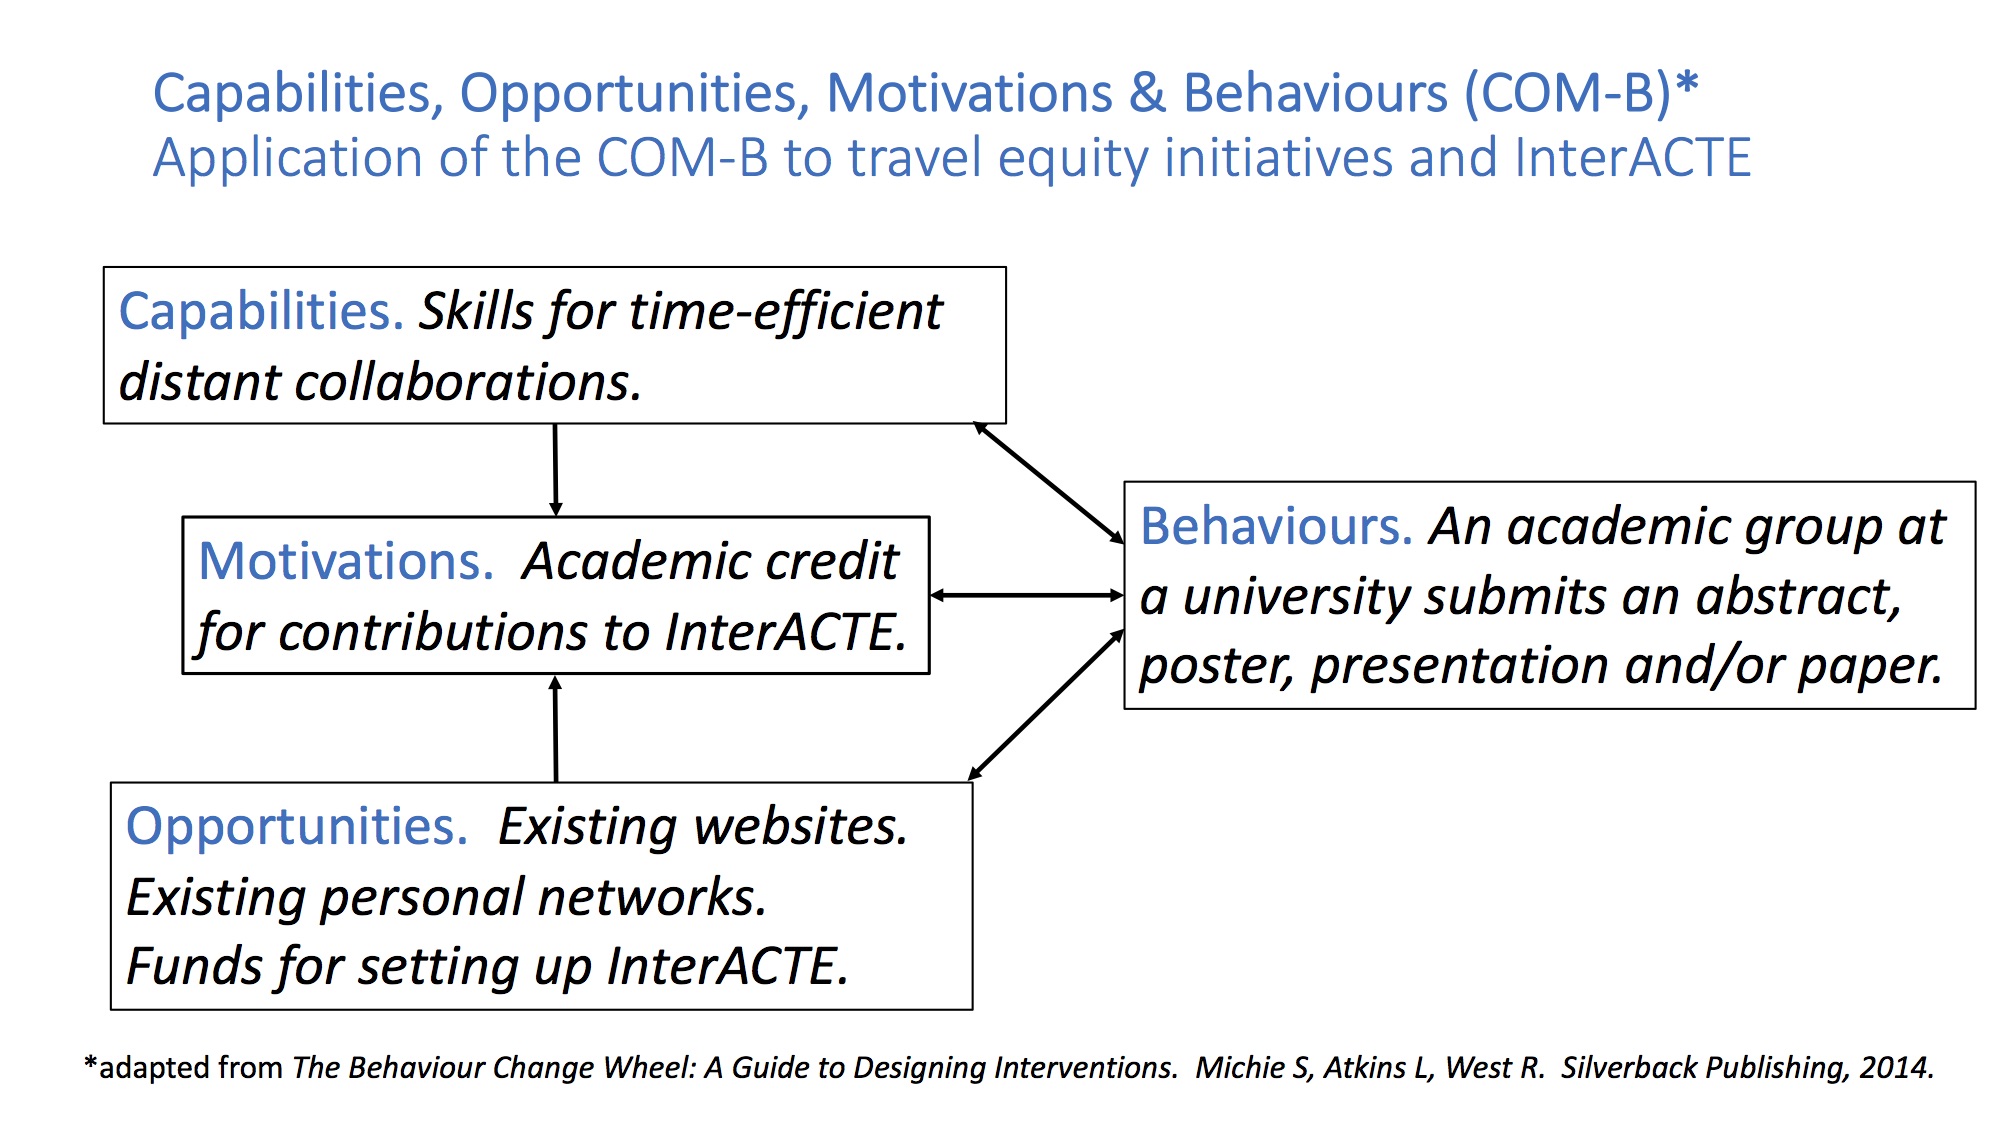 Capabilities, Opportunities, Motivations & Behaviours (COM-B)*
Application of the COM-B to travel equity initiatives and InterACTE
Capabilities. Skills for time-efficient
distant collaborations.
Motivations. Academic credit
for contributions to InterACTE.
Behaviours. An academic group at
a university submits an abstract,
poster, presentation and/or paper.
Opportunities. Existing websites.
Existing personal networks.
Funds for setting up InterACTE.
*adapted from The Behaviour Change Wheel: A Guide to Designing Interventions. Michie S, Atkins L, West R. Silverback Publishing, 2014.